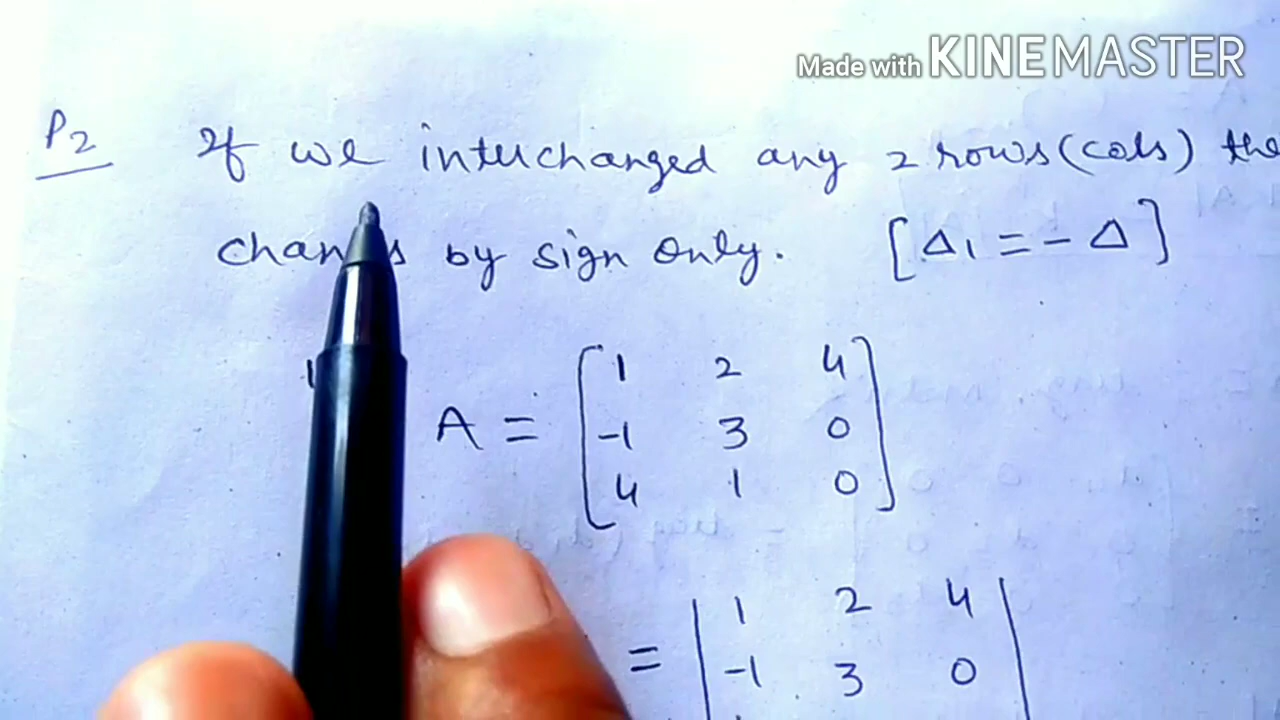 Made with KINEMASTER
P2 If we interchanged any 2 rows (cols) the
by sign only. [Δ1 = - Δ]
A = [ 1 2 4
-1 3 0
4 1 0 ]
= | 1 2 4 |
-1 3 0